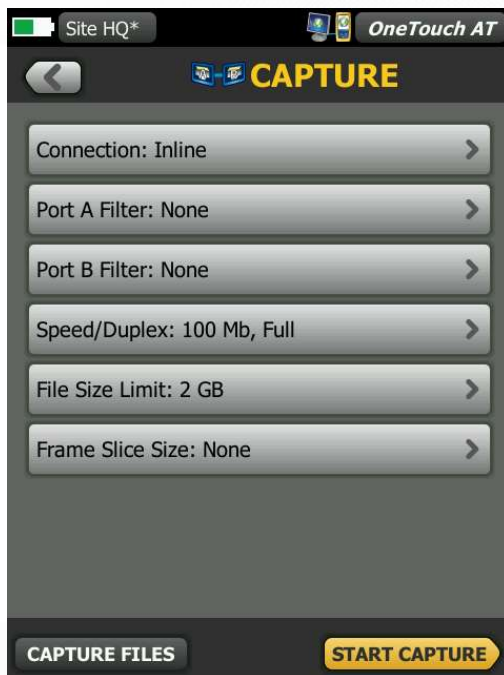 Site HQ*
OneTouch AT
CAPTURE
Connection: Inline
Port A Filter: None
Port B Filter: None
Speed/Duplex: 100 Mb, Full
File Size Limit: 2 GB
Frame Slice Size: None
CAPTURE FILES
START CAPTURE